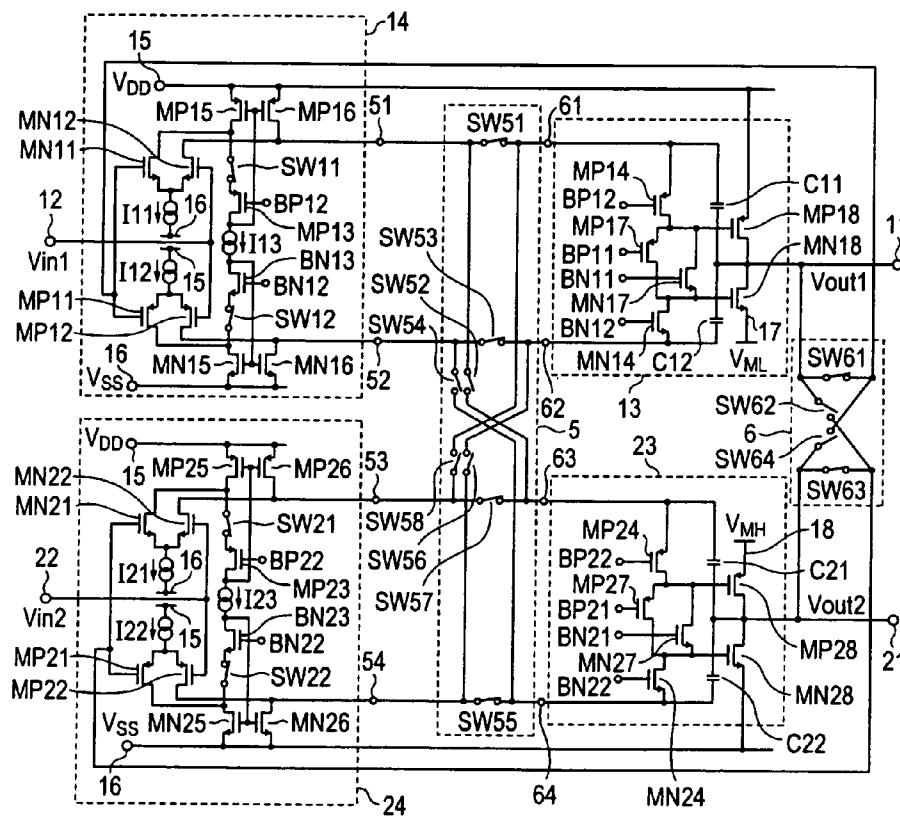 14
15
VDD
MP15
MP16
51
SW51
61
MN12
MN11
SW11
MP14
BP12
C11
BP12
12
I11
16
MP13
MP17
MP18
SW53
I13
11
BP11
MN18
Vin1
15
BN13
SW52
BN11
Vout1
I12
BN12
MN17
MP11
SW54
BN12
17
MP12
SW12
MN14
C12
VML
16
MN15
MN16
VSS
52
62
13
SW61
SW62
6
SW64
VDD
5
63
23
15
MN22
MP25
MP26
53
SW63
MN21
SW58
SW21
MP24
VMH
18
SW56
BP22
BP22
C21
22
I21
16
MP23
MP27
SW57
I23
BP21
Vout2
Vin2
15
BN23
BN21
I22
BN22
MP28
21
MP21
MN27
SW22
54
BN22
MN28
MP22
MN25
MN26
VSS
SW55
C22
16
64
MN24
24